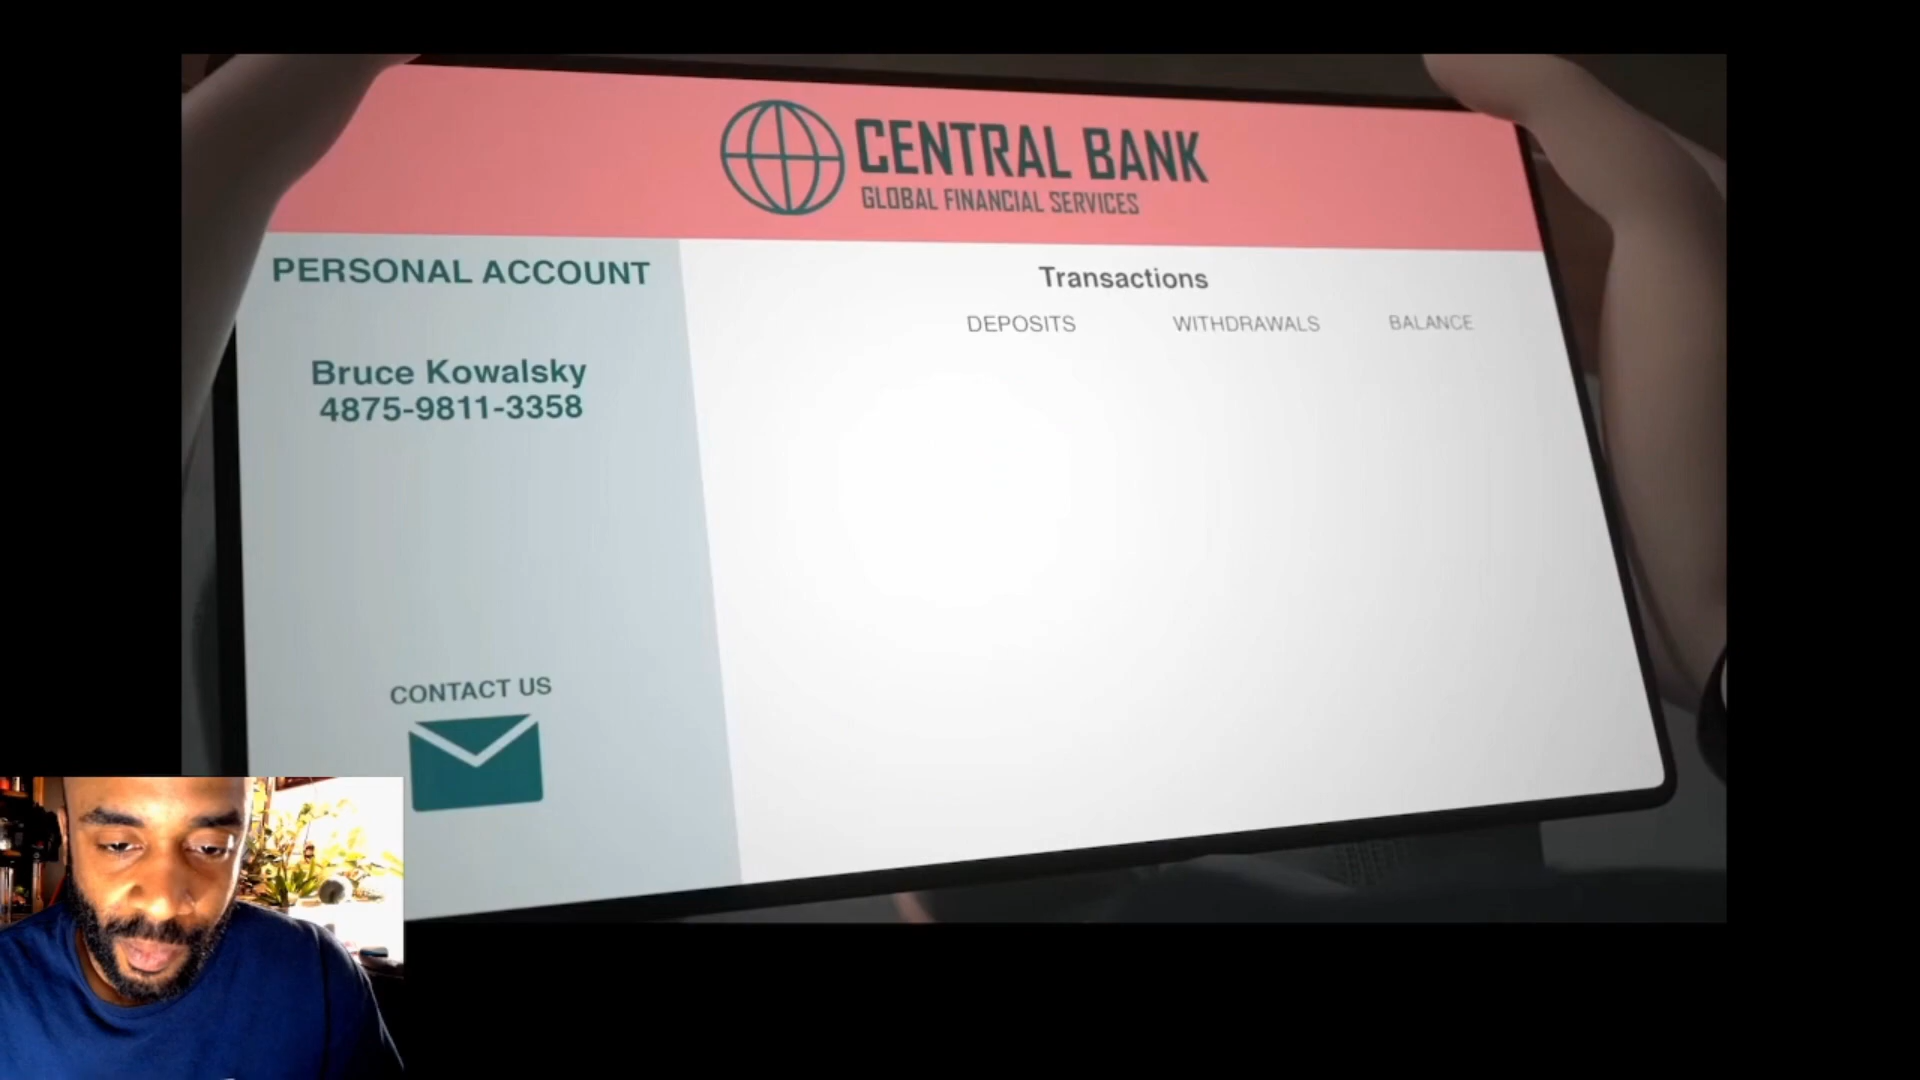 CENTRAL BANK
GLOBAL FINANCIAL SERVICES
PERSONAL ACCOUNT
Bruce Kowalsky
4875-9811-3358
CONTACT US
Transactions
DEPOSITS WITHDRAWALS BALANCE